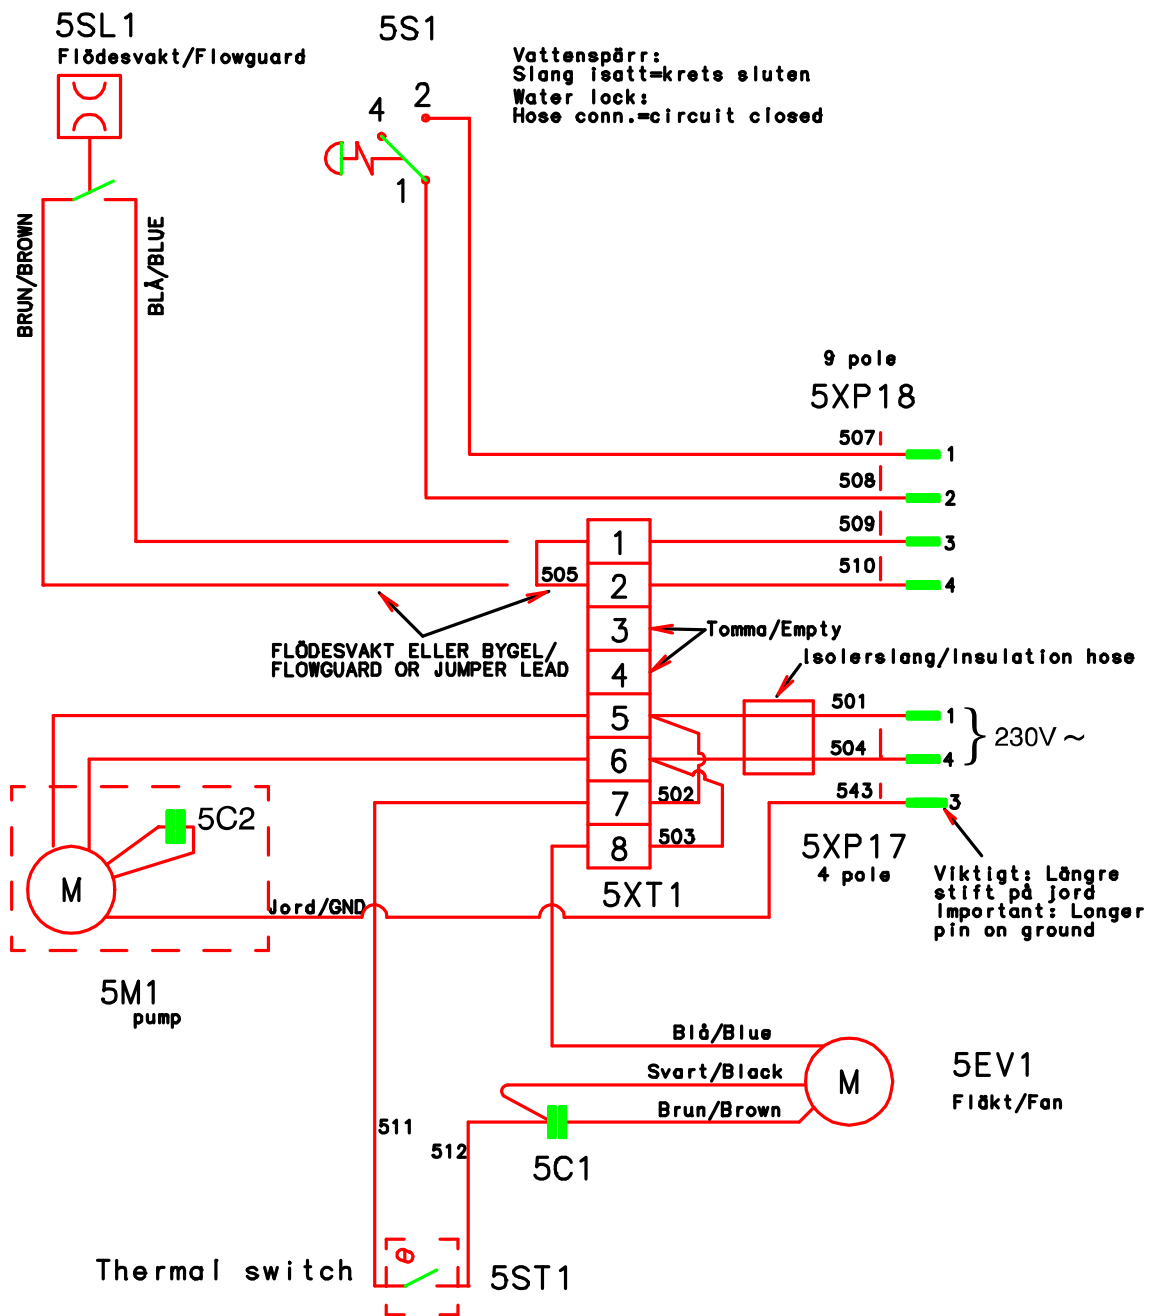 5SL1
Flödesvakt/Flowguard
5S1
Vattenspärr:
Slang isatt=krets sluten
Water lock:
Hose conn.=circuit closed
2
4
1
BRUN/BROWN
BLÅ/BLUE
9 pole
5XP18
507
1
508
2
509
3
510
4
505
1
2
3
4
5
6
7
8
5XT1
Tomma/Empty
FLÖDESVAKT ELLER BYGEL/
FLOWGUARD OR JUMPER LEAD
Isolerslang/Insulation hose
501
1
504
4
230V ~
543
3
502
503
5XP17
4 pole
Viktigt: Längre
stift på jord
Important: Longer
pin on ground
5C2
M
Jord/GND
5M1
pump
Blå/Blue
Svart/Black
Brun/Brown
M
5EV1
Fläkt/Fan
511
512
5C1
Thermal switch
θ
5ST1